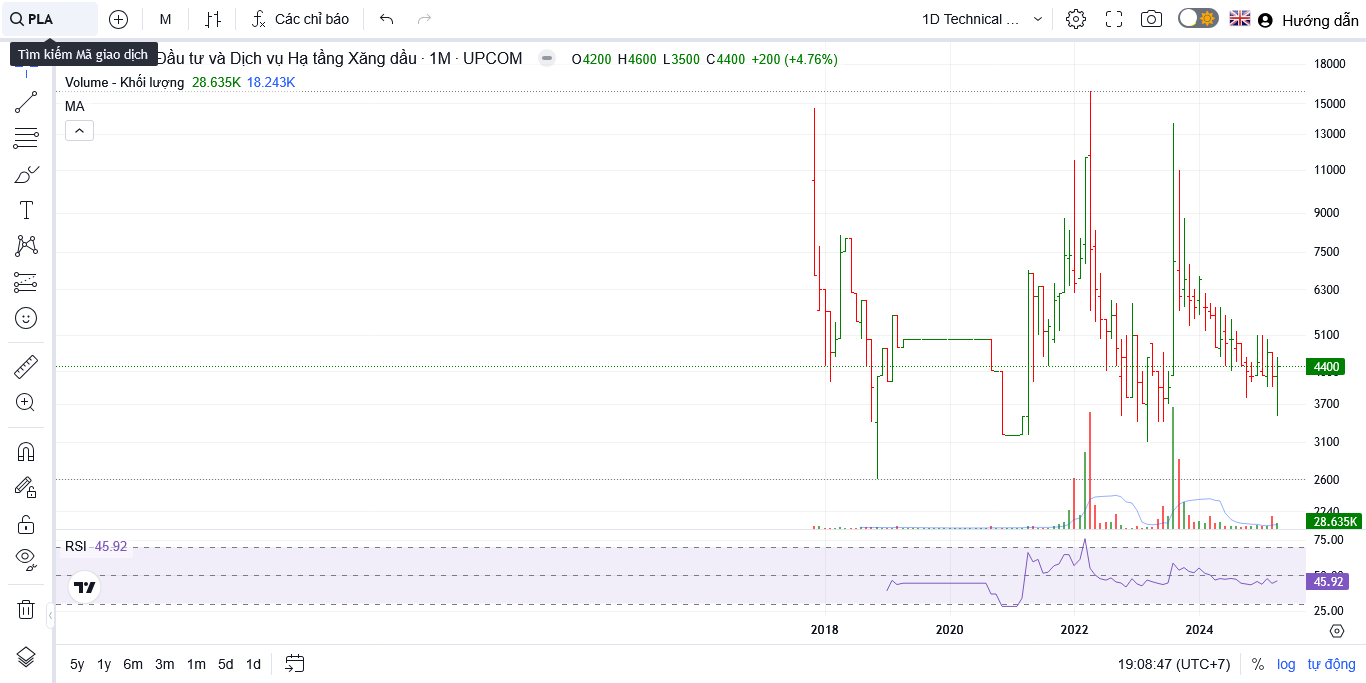 PLA
M
Các chỉ báo
1D Technical ...
Hướng dẫn
Tìm kiếm Mã giao dịch
Đầu tư và Dịch vụ Hạ tầng Xăng dầu · 1M · UPCOM
O4200 H4600 L3500 C4400 +200 (+4.76%)
Volume - Khối lượng 28.635K 18.243K
MA
18000
15000
13000
11000
9000
7500
6300
5100
4400
3700
3100
2600
2240
28.635K
RSI 45.92
75.00
50.00
45.92
25.00
2018 2020 2022 2024
5y 1y 6m 3m 1m 5d 1d
19:08:47 (UTC+7)
% log tự động